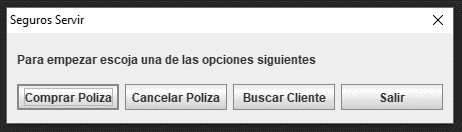 Seguros Servir
Para empezar escoja una de las opciones siguientes
Comprar Poliza Cancelar Poliza Buscar Cliente Salir